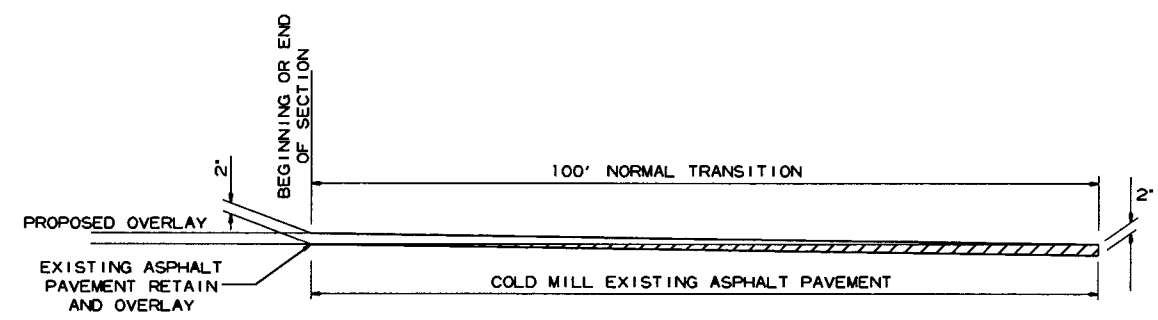 BEGINNING OR END
OF SECTION
2"
100' NORMAL TRANSITION
2"
PROPOSED OVERLAY
EXISTING ASPHALT
PAVEMENT RETAIN
AND OVERLAY
COLD MILL EXISTING ASPHALT PAVEMENT